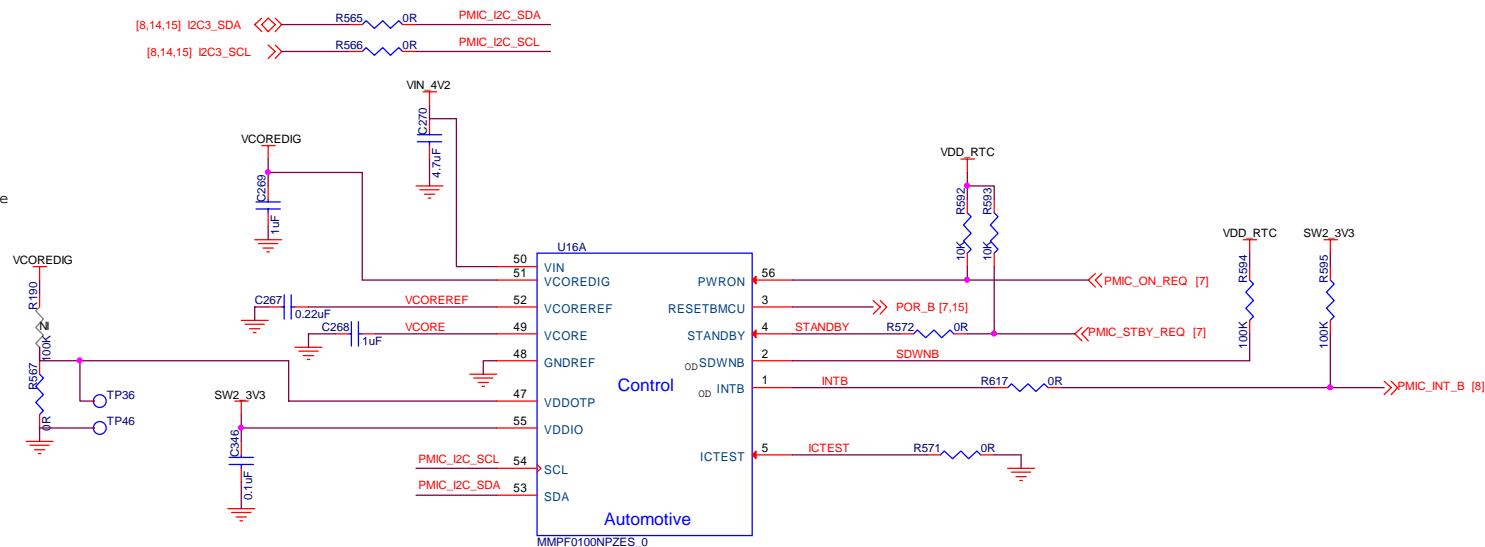 [8,14,15] I2C3_SDA R565 0R PMIC_I2C_SDA
[8,14,15] I2C3_SCL R566 0R PMIC_I2C_SCL
VIN_4V2
C270
4.7uF
VCOREDIG
C269
1uF
e
VCOREDIG
R190
NI
100K
R567
0R
TP36
TP46
C267
0.22uF
VCOREREF
C268
1uF
VCORE
SW2_3V3
C346
0.1uF
PMIC_I2C_SCL
PMIC_I2C_SDA
U16A
50 VIN
51 VCOREDIG
52 VCOREREF
49 VCORE
48 GNDREF
47 VDDOTP
55 VDDIO
54 SCL
53 SDA
Control
Automotive
MMPF0100NPZES_0
PWRON 56
RESETBMCU 3
STANDBY 4
OD SDWNB 2
OD INTB 1
ICTEST 5
VDD_RTC
R592
10K
R593
10K
PMIC_ON_REQ [7]
POR_B [7,15]
STANDBY R572 0R PMIC_STBY_REQ [7]
SDWNB
VDD_RTC
R594
100K
SW2_3V3
R595
100K
INTB R617 0R PMIC_INT_B [8]
ICTEST R571 0R